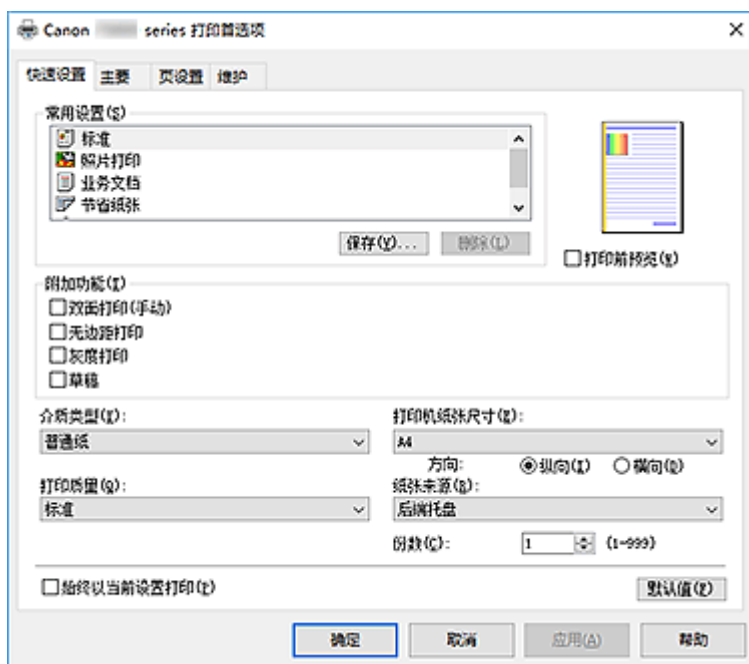 Canon series 打印首选项
快速设置 主要 页设置 维护
常用设置(S)
标准
照片打印
业务文档
节省纸张
保存(V)... 删除(L)
打印前预览(W)
附加功能(I)
双面打印(手动)
无边距打印
灰度打印
草稿
介质类型(Y): 打印机纸张尺寸(Z):
普通纸 A4
方向: 纵向(I) 横向(D)
打印质量(Q): 纸张来源(B):
标准 后端托盘
份数(C): 1 (1-999)
始终以当前设置打印(P)
默认值(F)
确定 取消 应用(A) 帮助